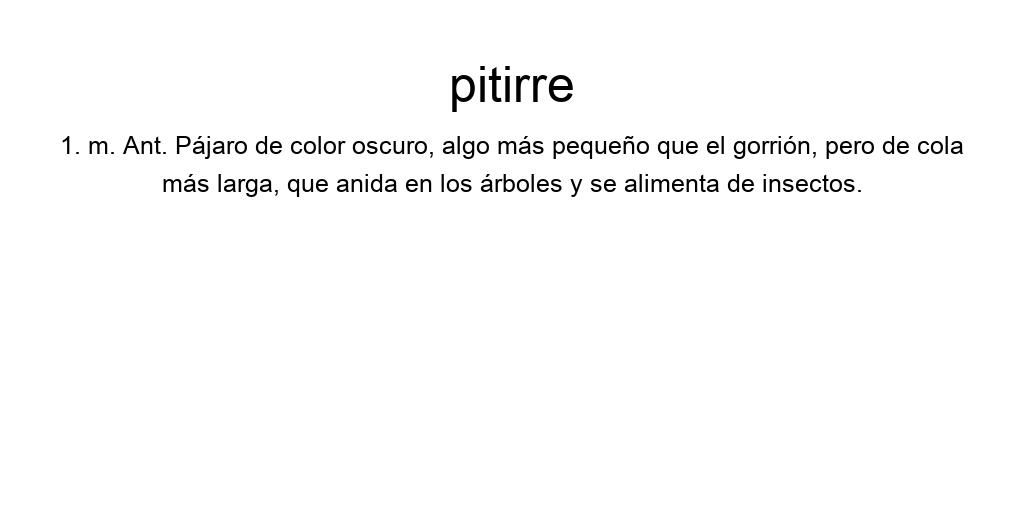 pitirre
1. m. Ant. Pájaro de color oscuro, algo más pequeño que el gorrión, pero de cola
más larga, que anida en los árboles y se alimenta de insectos.